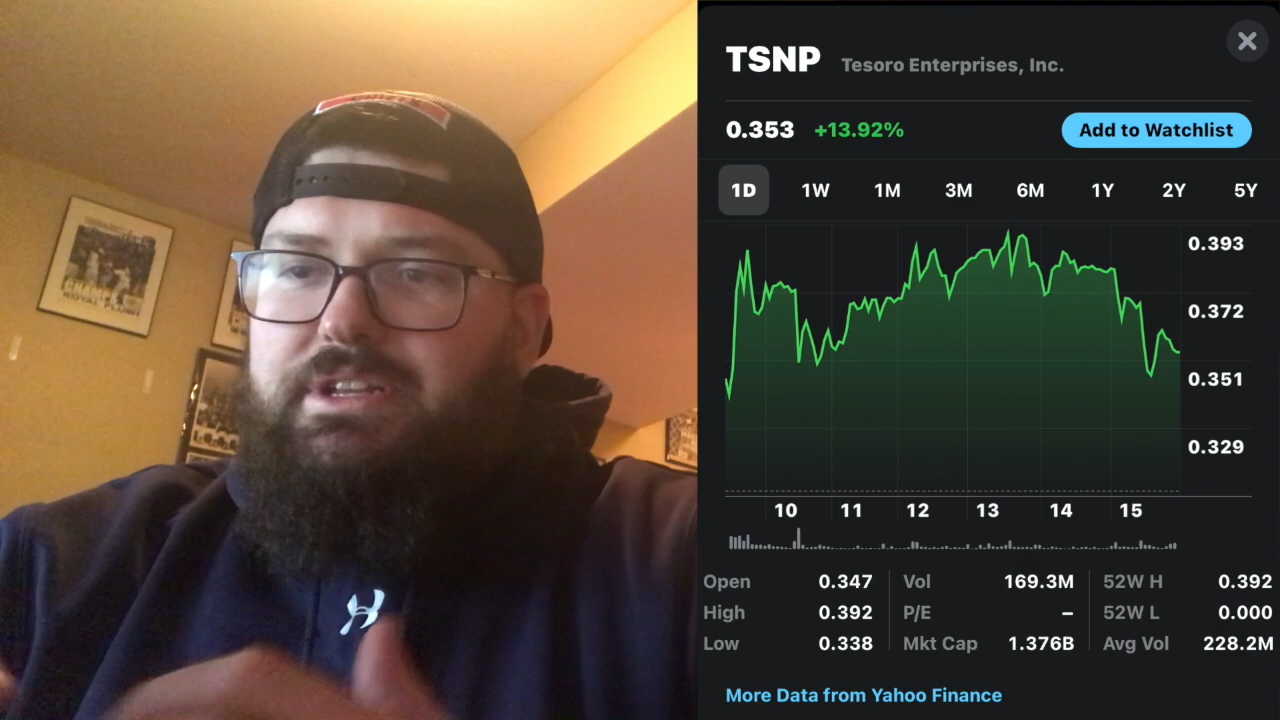 TSNP Tesoro Enterprises, Inc.
0.353 +13.92% Add to Watchlist
1D 1W 1M 3M 6M 1Y 2Y 5Y
0.393
0.372
0.351
0.329
10 11 12 13 14 15
Open 0.347 Vol 169.3M 52W H 0.392
High 0.392 P/E – 52W L 0.000
Low 0.338 Mkt Cap 1.376B Avg Vol 228.2M
More Data from Yahoo Finance
CHAMPS
ROYAL FLUSH